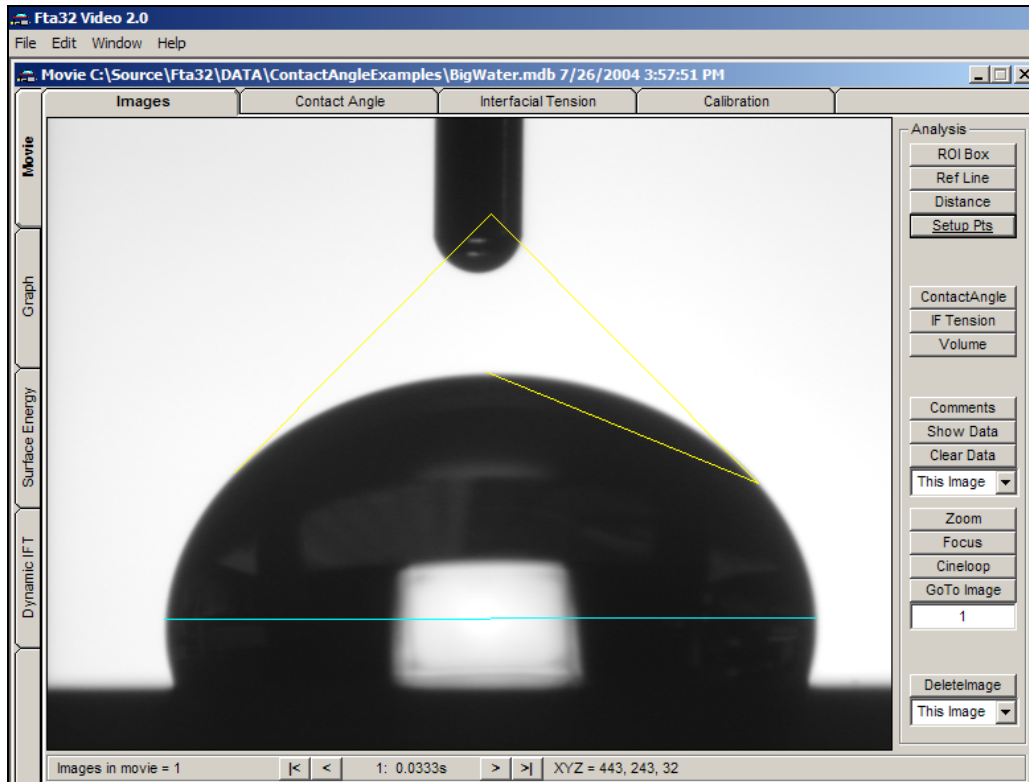 Fta32 Video 2.0
File Edit Window Help
Movie C:\Source\Fta32\DATA\ContactAngleExamples\BigWater.mdb 7/26/2004 3:57:51 PM
Images Contact Angle Interfacial Tension Calibration
Movie
Graph
Surface Energy
Dynamic IFT
Analysis
ROI Box
Ref Line
Distance
Setup Pts
ContactAngle
IF Tension
Volume
Comments
Show Data
Clear Data
This Image
Zoom
Focus
Cineloop
GoTo Image
1
DeleteImage
This Image
Images in movie = 1 |< < 1: 0.0333s > >| XYZ = 443, 243, 32